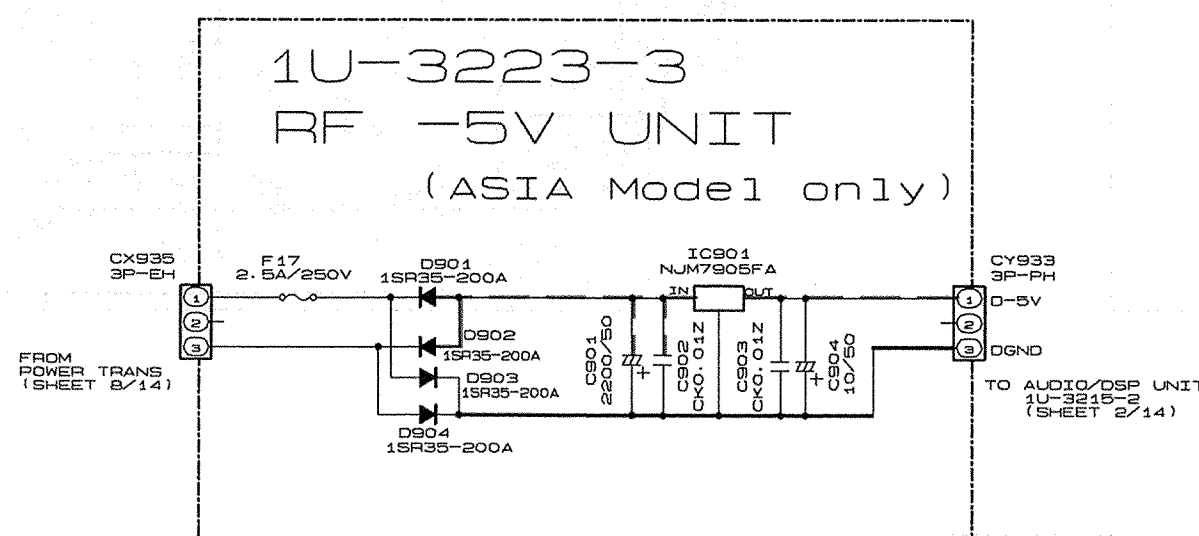 1U-3223-3
RF -5V UNIT
(ASIA Model only)
CX935
3P-EH
F17
2.5A/250V
D901
1SR35-200A
IC901
NJM7905FA
IN
OUT
CY933
3P-PH
1
2
3
1
2
3
D-5V
DGND
D902
1SR35-200A
D903
1SR35-200A
D904
1SR35-200A
C901
2200/50
+
C902
CK0.01Z
C903
CK0.01Z
C904
10/50
+
FROM
POWER TRANS
(SHEET 8/14)
TO AUDIO/DSP UNIT
1U-3215-2
(SHEET 2/14)